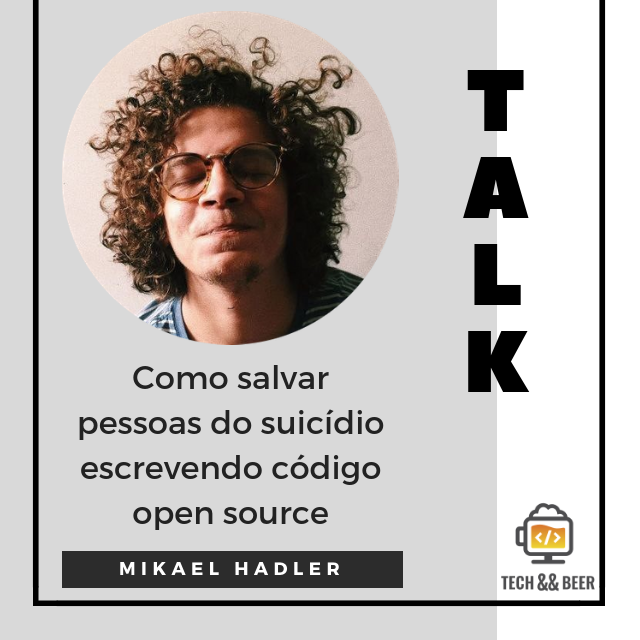 Como salvar
pessoas do suicídio
escrevendo código
open source
MIKAEL HADLER
TALK
</>
TECH && BEER